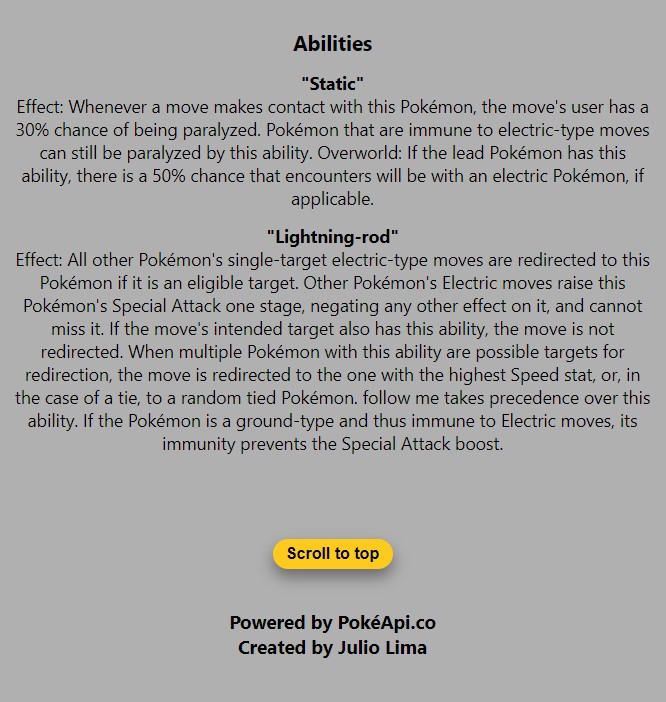 Abilities
"Static"
Effect: Whenever a move makes contact with this Pokémon, the move's user has a
30% chance of being paralyzed. Pokémon that are immune to electric-type moves
can still be paralyzed by this ability. Overworld: If the lead Pokémon has this
ability, there is a 50% chance that encounters will be with an electric Pokémon, if
applicable.
"Lightning-rod"
Effect: All other Pokémon's single-target electric-type moves are redirected to this
Pokémon if it is an eligible target. Other Pokémon's Electric moves raise this
Pokémon's Special Attack one stage, negating any other effect on it, and cannot
miss it. If the move's intended target also has this ability, the move is not
redirected. When multiple Pokémon with this ability are possible targets for
redirection, the move is redirected to the one with the highest Speed stat, or, in
the case of a tie, to a random tied Pokémon. follow me takes precedence over this
ability. If the Pokémon is a ground-type and thus immune to Electric moves, its
immunity prevents the Special Attack boost.
Scroll to top
Powered by PokéApi.co
Created by Julio Lima